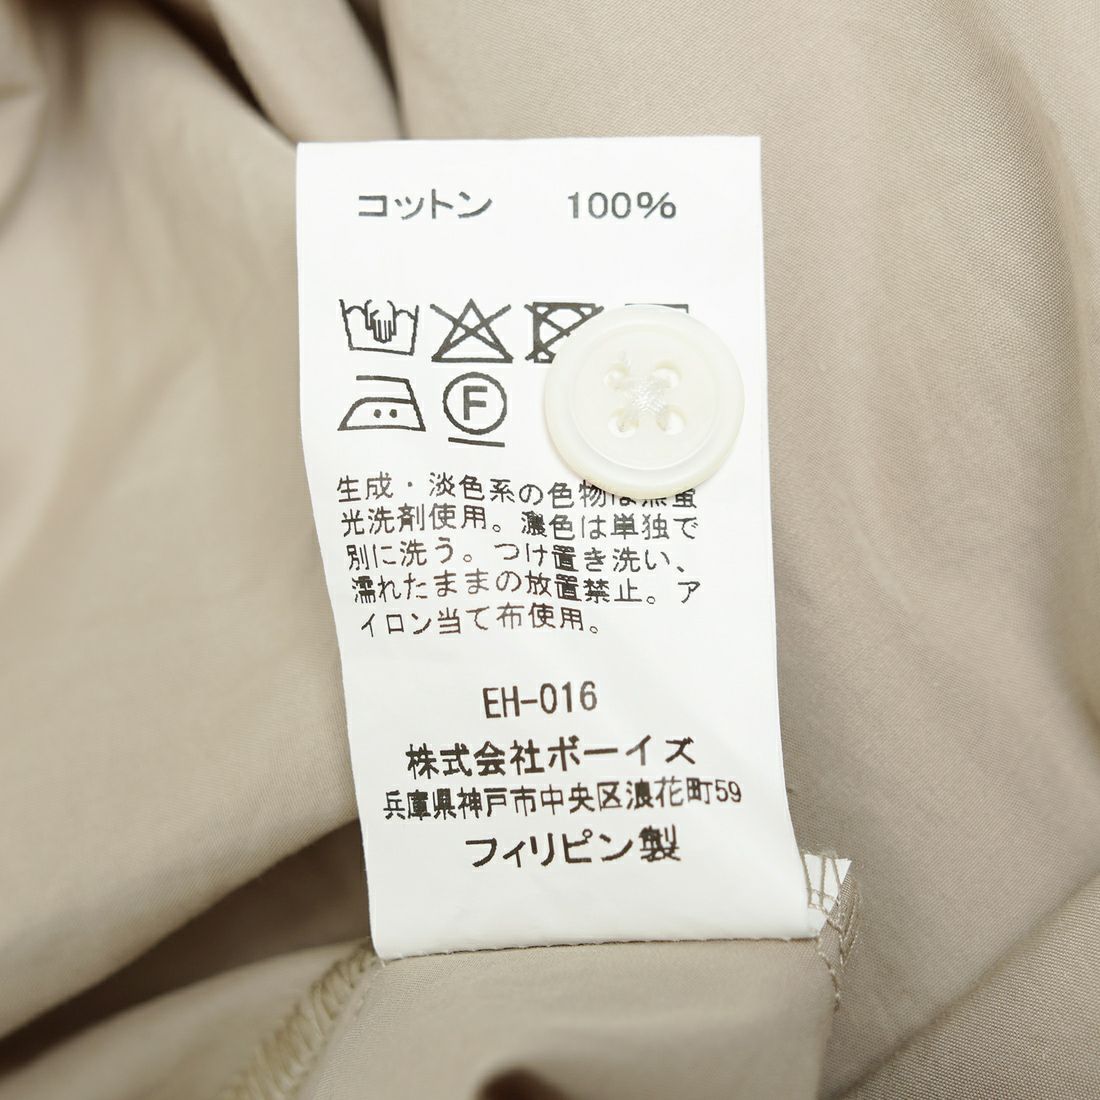 コットン 100%
F
生成・淡色系の色物は
光洗剤使用。濃色は単独で
別に洗う。つけ置き洗い、
濡れたままの放置禁止。ア
イロン当て布使用。
EH-016
株式会社ボーイズ
兵庫県神戸市中央区浪花町59
フィリピン製